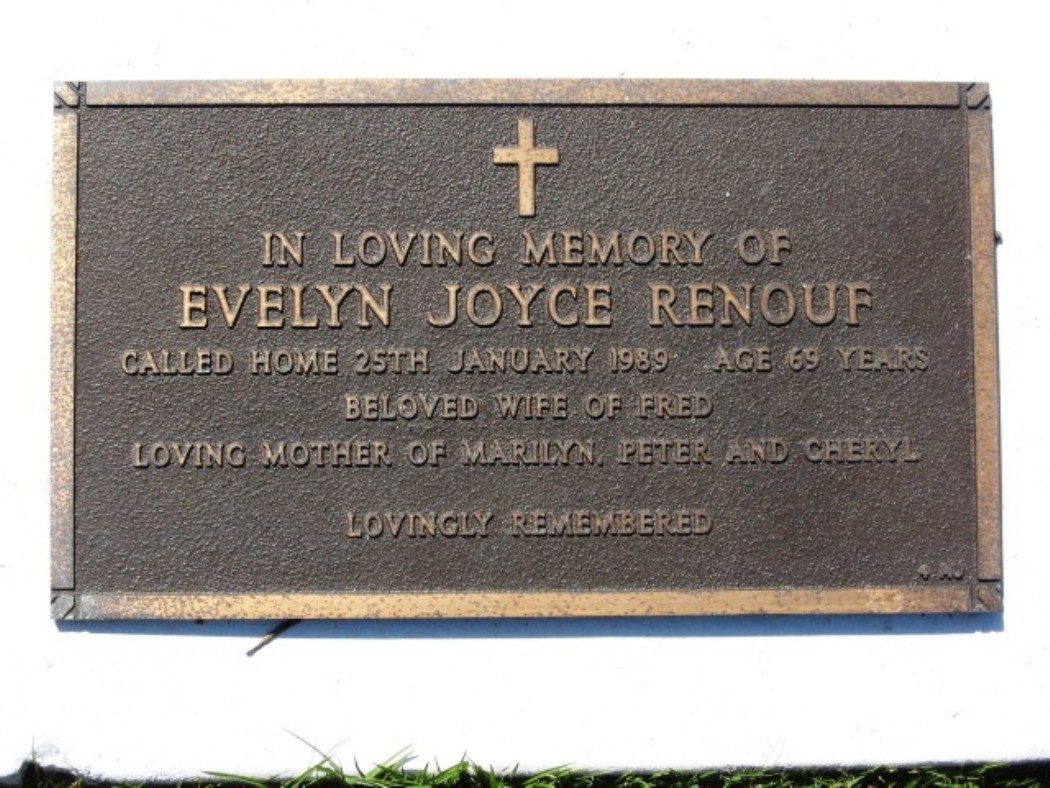 IN LOVING MEMORY OF
EVELYN JOYCE RENOUF
CALLED HOME 25TH JANUARY 1989 AGE 69 YEARS
BELOVED WIFE OF FRED
LOVING MOTHER OF MARILYN, PETER AND CHERYL
LOVINGLY REMEMBERED